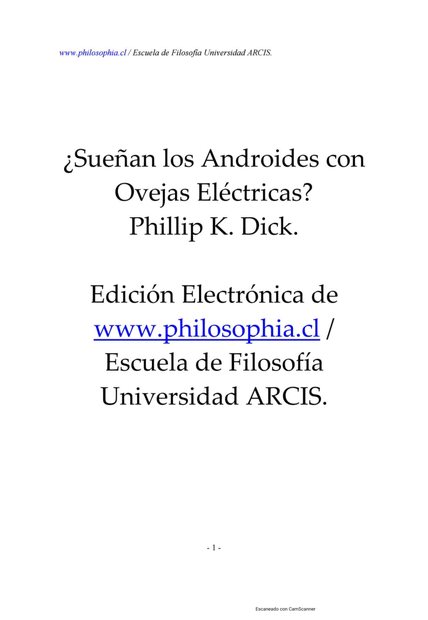 www.philosophia.cl / Escuela de Filosofía Universidad ARCIS.
¿Sueñan los Androides con
Ovejas Eléctricas?
Phillip K. Dick.
Edición Electrónica de
www.philosophia.cl /
Escuela de Filosofía
Universidad ARCIS.
- 1 -
Escaneado con CamScanner